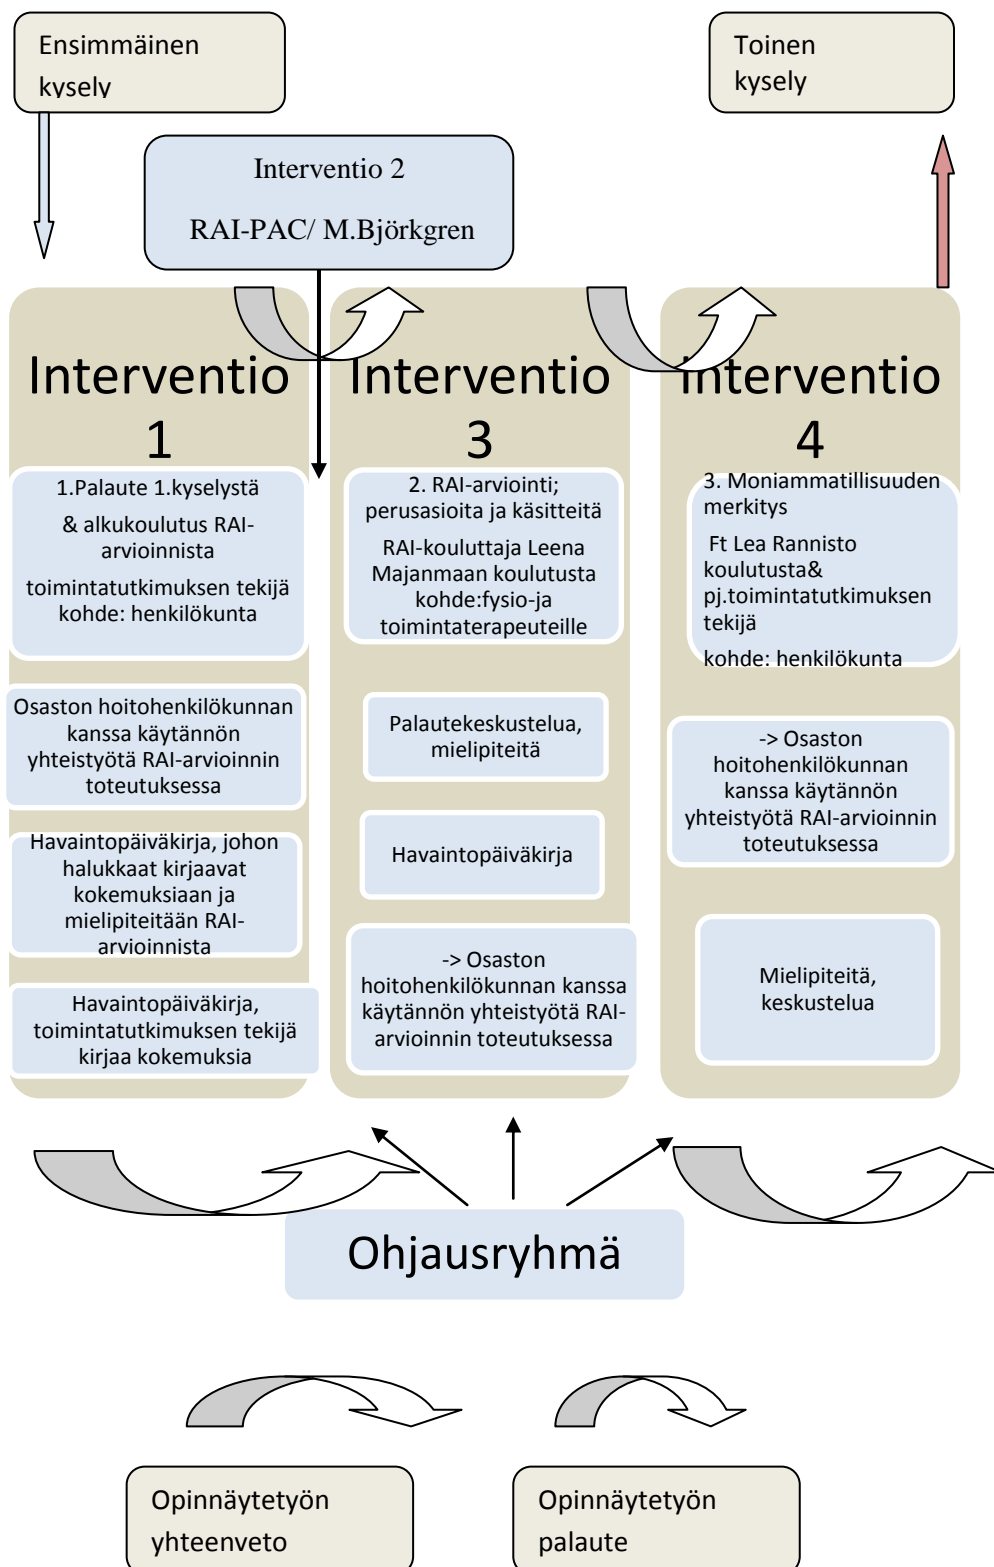 Ensimmäinen
kysely
Toinen
kysely
Interventio 2
RAI-PAC/ M.Björkgren
Interventio
1
1.Palaute 1.kyselystä
& alkukoulutus RAI-
arvioinnista
toimintatutkimuksen tekijä
kohde: henkilökunta
Osaston hoitohenkilökunnan
kanssa käytännön
yhteistyötä RAI-arvioinnin
toteutuksessa
Havaintopäiväkirja, johon
halukkaat kirjaavat
kokemuksiaan ja
mielipiteitään RAI-
arvioinnista
Havaintopäiväkirja,
toimintatutkimuksen tekijä
kirjaa kokemuksia
Interventio
3
2. RAI-arviointi;
perusasioita ja käsitteitä
RAI-kouluttaja Leena
Majanmaan koulutusta
kohde:fysio-ja
toimintaterapeuteille
Palautekeskustelua,
mielipiteitä
Havaintopäiväkirja
-> Osaston
hoitohenkilökunnan kanssa
käytännön yhteistyötä RAI-
arvioinnin toteutuksessa
Interventio
4
3. Moniammatillisuuden
merkitys
Ft Lea Rannisto
koulutusta&
pj.toimintatutkimuksen
tekijä
kohde: henkilökunta
-> Osaston
hoitohenkilökunnan
kanssa käytännön
yhteistyötä RAI-arvioinnin
toteutuksessa
Mielipiteitä,
keskustelua
Ohjausryhmä
Opinnäytetyön
yhteenveto
Opinnäytetyön
palaute